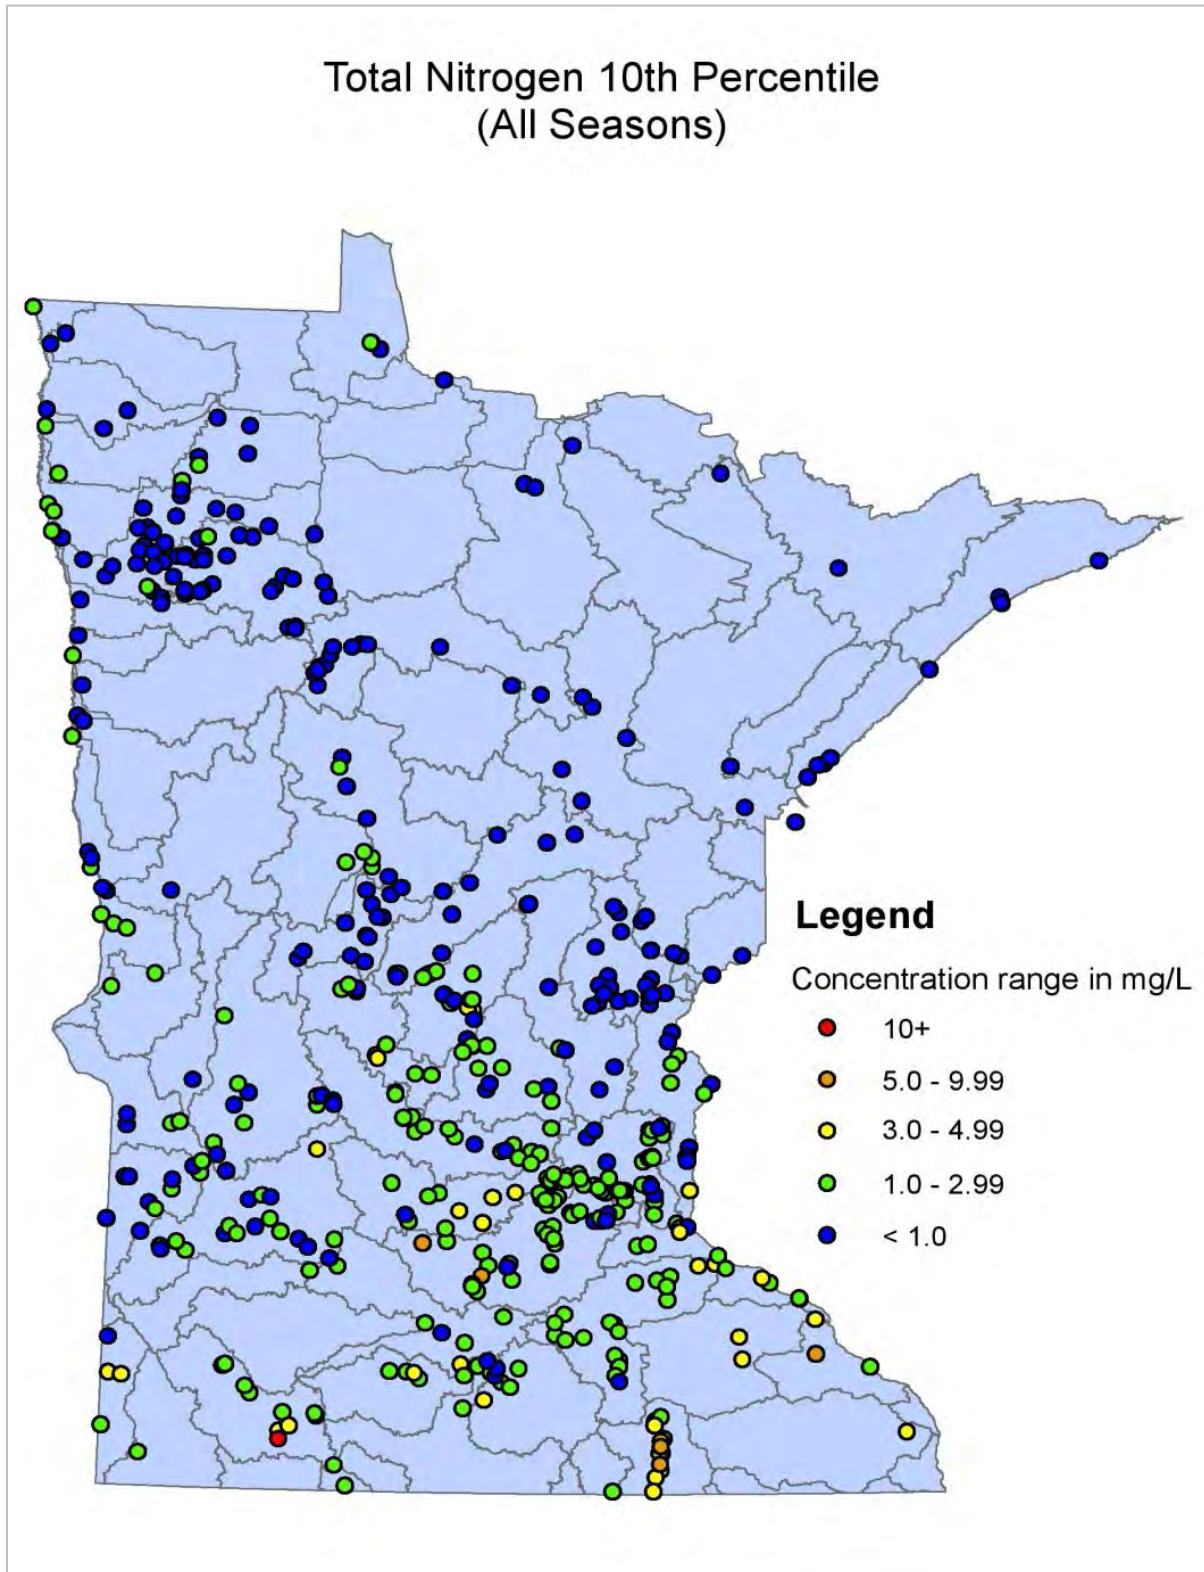 Total Nitrogen 10th Percentile
(All Seasons)
Legend
Concentration range in mg/L
10+
5.0 - 9.99
3.0 - 4.99
1.0 - 2.99
< 1.0